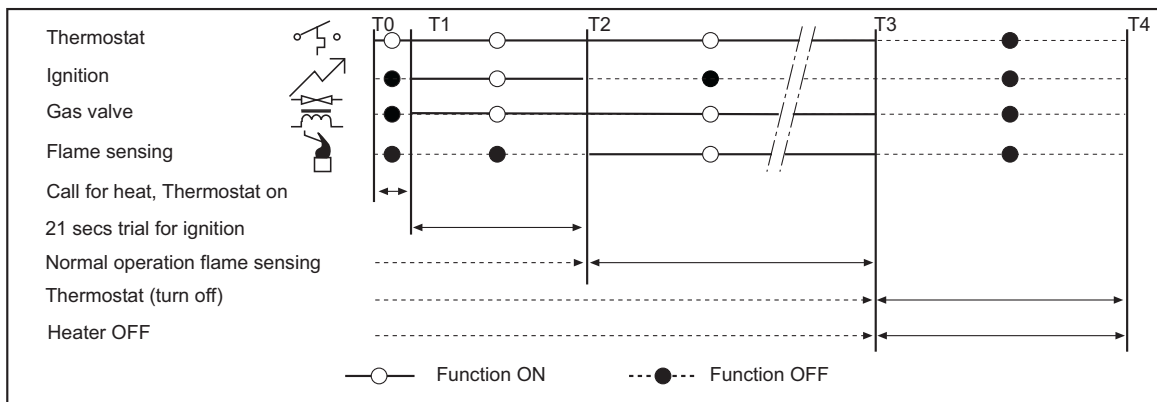 T0 T1 T2 T3 T4
Thermostat
Ignition
Gas valve
Flame sensing
Call for heat, Thermostat on
21 secs trial for ignition
Normal operation flame sensing
Thermostat (turn off)
Heater OFF
Function ON Function OFF